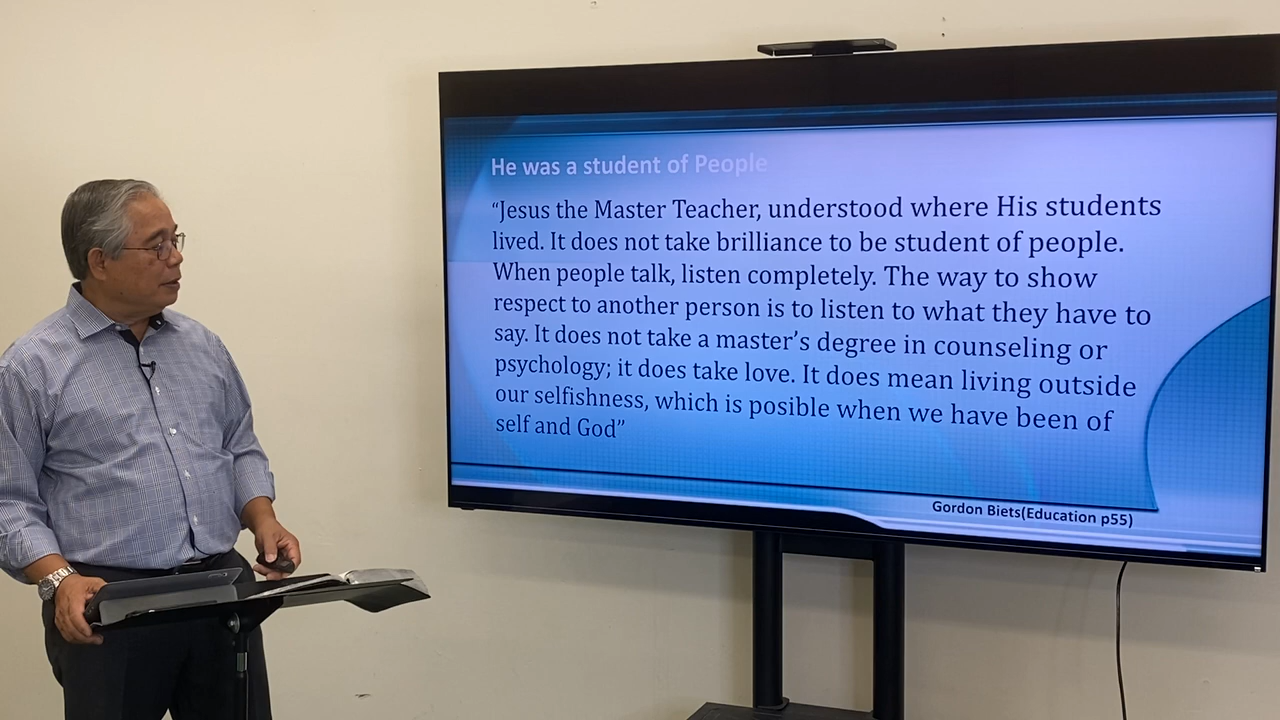 He was a student of People
“Jesus the Master Teacher, understood where His students
lived. It does not take brilliance to be student of people.
When people talk, listen completely. The way to show
respect to another person is to listen to what they have to
say. It does not take a master’s degree in counseling or
psychology; it does take love. It does mean living outside
our selfishness, which is posible when we have been of
self and God”
Gordon Biets(Education p55)